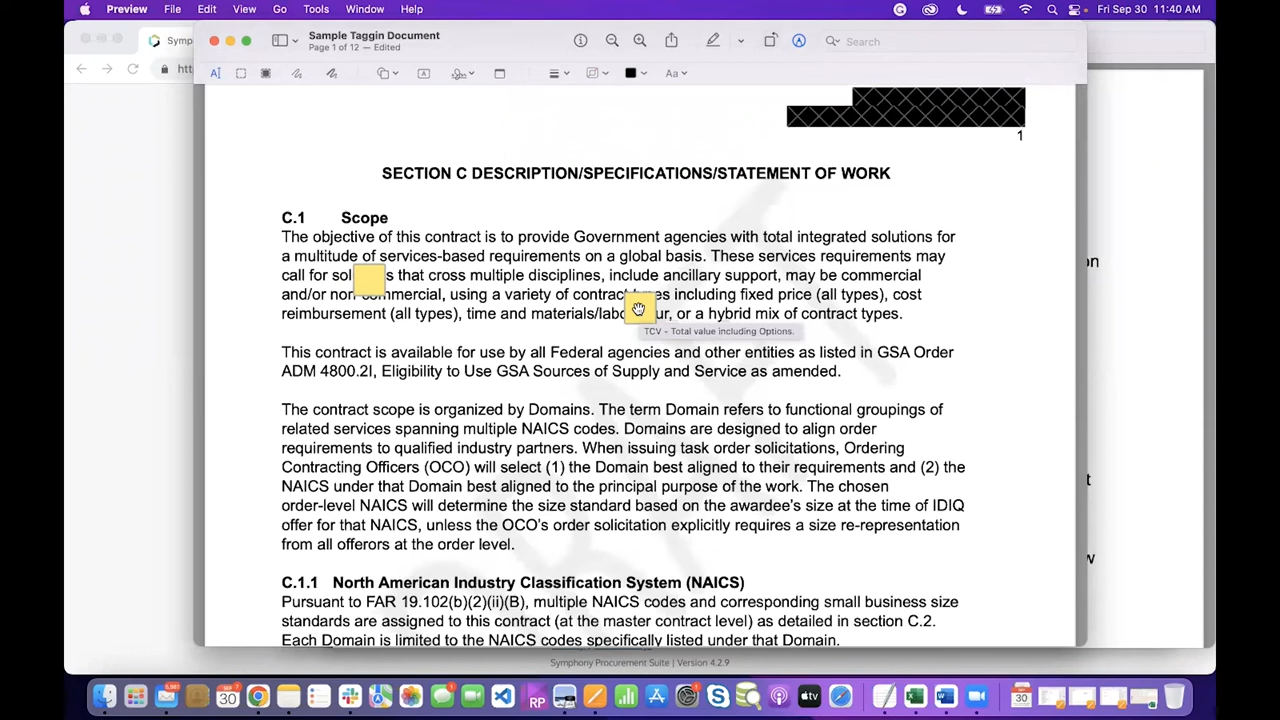 Preview File Edit View Go Tools Window Help Fri Sep 30 11:40 AM
Symp
Sample Taggin Document
Page 1 of 12 — Edited
Search
htt
Aa
1
SECTION C DESCRIPTION/SPECIFICATIONS/STATEMENT OF WORK
C.1 Scope
The objective of this contract is to provide Government agencies with total integrated solutions for
a multitude of services-based requirements on a global basis. These services requirements may
call for sol s that cross multiple disciplines, include ancillary support, may be commercial
on
and/or non-commercial, using a variety of contract types including fixed price (all types), cost
reimbursement (all types), time and materials/labo ur, or a hybrid mix of contract types.
TCV - Total value including Options.
This contract is available for use by all Federal agencies and other entities as listed in GSA Order
ADM 4800.2I, Eligibility to Use GSA Sources of Supply and Service as amended.
The contract scope is organized by Domains. The term Domain refers to functional groupings of
related services spanning multiple NAICS codes. Domains are designed to align order
requirements to qualified industry partners. When issuing task order solicitations, Ordering
Contracting Officers (OCO) will select (1) the Domain best aligned to their requirements and (2) the
NAICS under that Domain best aligned to the principal purpose of the work. The chosen
t
order-level NAICS will determine the size standard based on the awardee's size at the time of IDIQ
offer for that NAICS, unless the OCO's order solicitation explicitly requires a size re-representation
from all offerors at the order level.
w
C.1.1 North American Industry Classification System (NAICS)
Pursuant to FAR 19.102(b)(2)(ii)(B), multiple NAICS codes and corresponding small business size
standards are assigned to this contract (at the master contract level) as detailed in section C.2.
Each Domain is limited to the NAICS codes specifically listed under that Domain.
Symphony Procurement Suite | Version 4.2.9
30
RP
tv
30